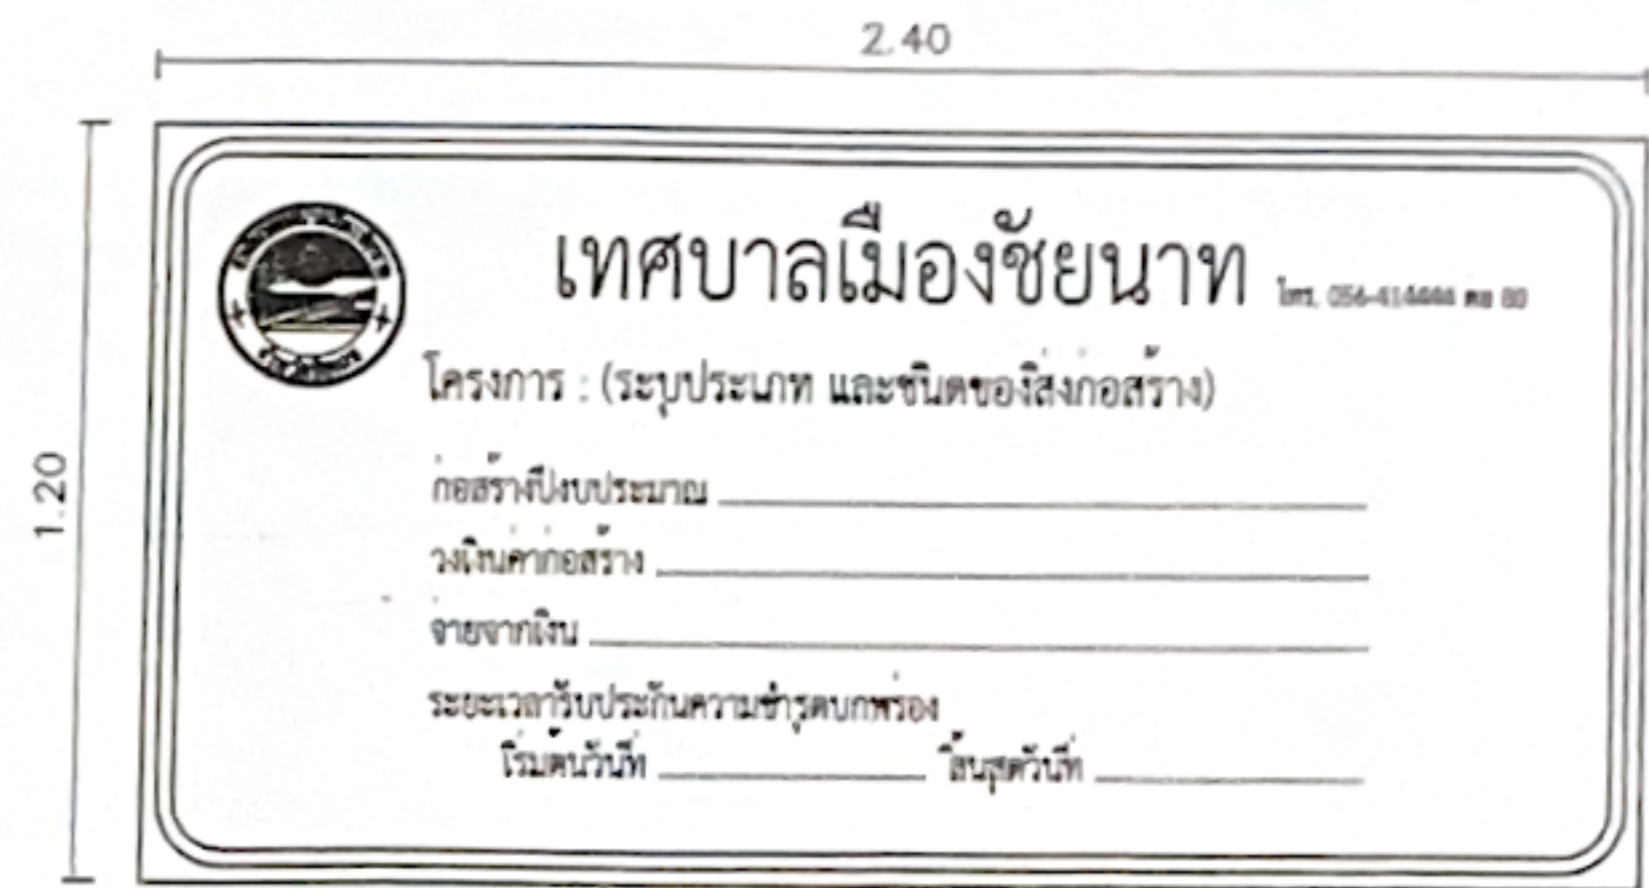 2.40
1.20
เทศบาลเมืองชัยนาท โทร. 056-414444 ต่อ
โครงการ : (ระบุประเภท และชนิดของสิ่งก่อสร้าง)
ก่อสร้างปีงบประมาณ
วงเงินค่าก่อสร้าง
จ่ายจากเงิน
ระยะเวลารับประกันความชำรุดบกพร่อง
เริ่มต้นวันที่ สิ้นสุดวันที่